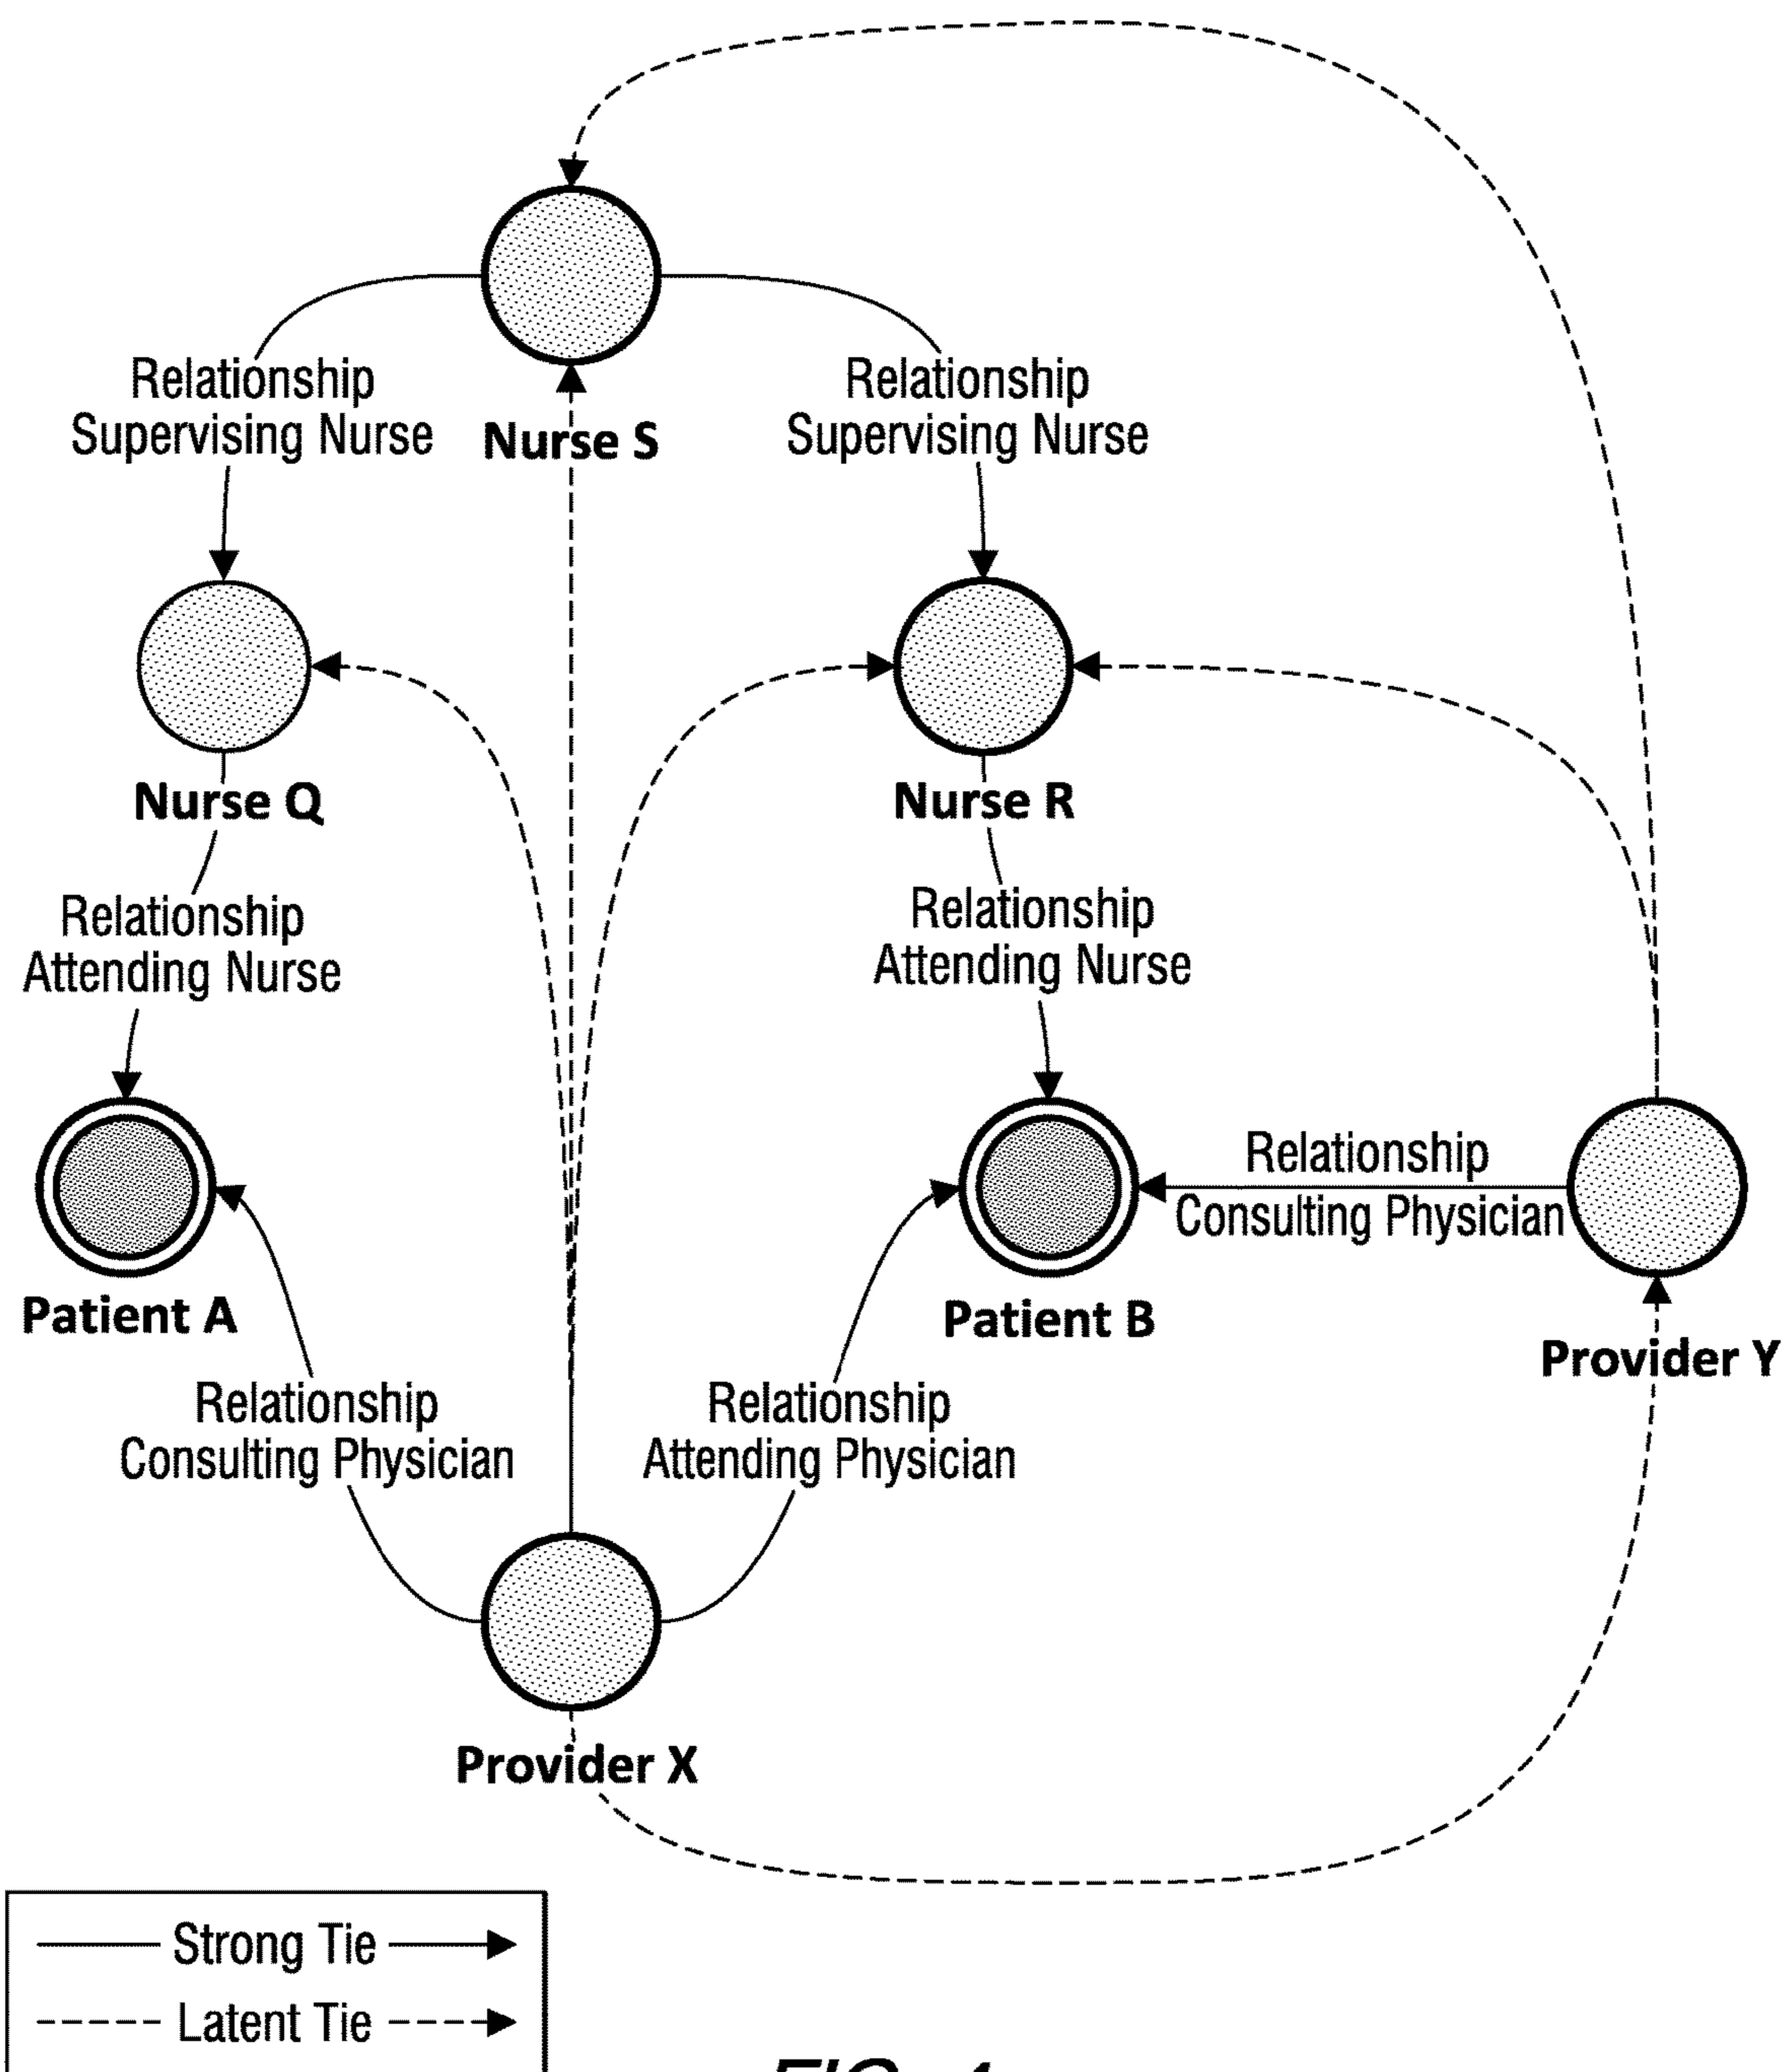 Relationship
Supervising Nurse
Nurse S
Relationship
Supervising Nurse
Nurse Q
Nurse R
Relationship
Attending Nurse
Relationship
Attending Nurse
Patient A
Patient B
Relationship
Consulting Physician
Provider Y
Relationship
Consulting Physician
Relationship
Attending Physician
Provider X
Strong Tie
Latent Tie